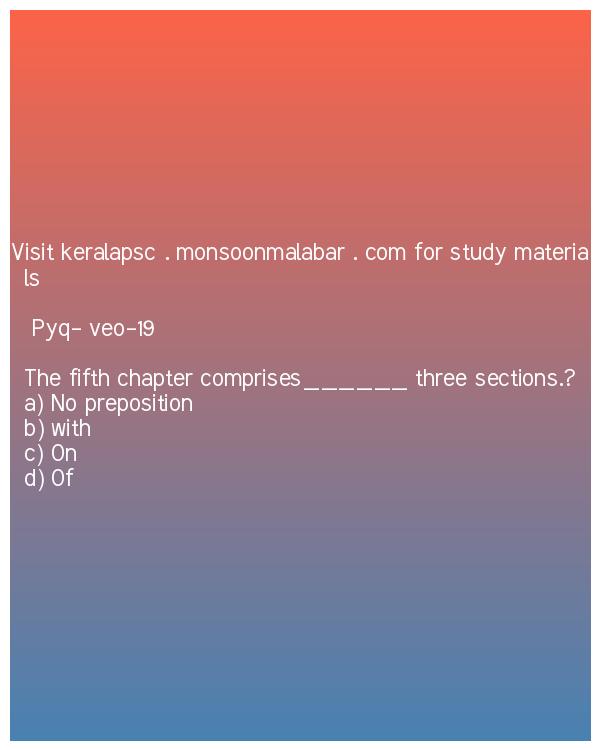 Visit keralapsc . monsoonmalabar . com for study materia
ls
Pyq- veo-19
The fifth chapter comprises______ three sections.?
a) No preposition
b) with
c) On
d) Of